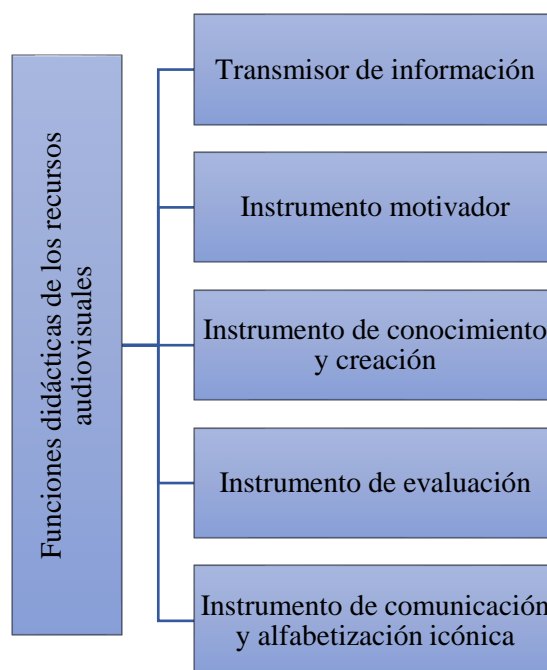 Funciones didácticas de los recursos
audiovisuales
Transmisor de información
Instrumento motivador
Instrumento de conocimiento
y creación
Instrumento de evaluación
Instrumento de comunicación
y alfabetización icónica